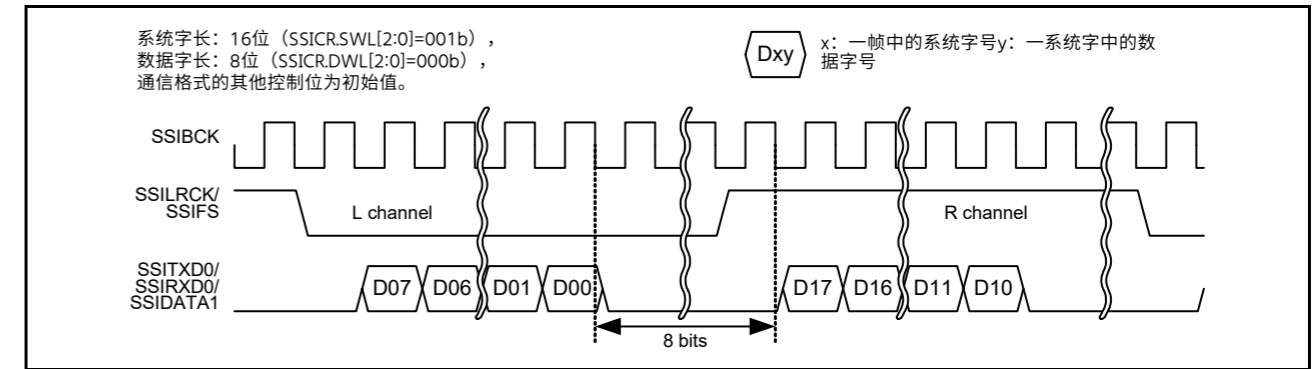 系统字长：16位（SSICR.SWL[2:0]=001b），
数据字长：8位（SSICR.DWL[2:0]=000b），
通信格式的其他控制位为初始值。
Dxy
x：一帧中的系统字号y：一系统字中的数
据字号
SSIBCK
SSILRCK/
SSIFS
L channel
R channel
SSITXD0/
SSIRXD0/
SSIDATA1
D07 D06 D01 D00 D17 D16 D11 D10
8 bits